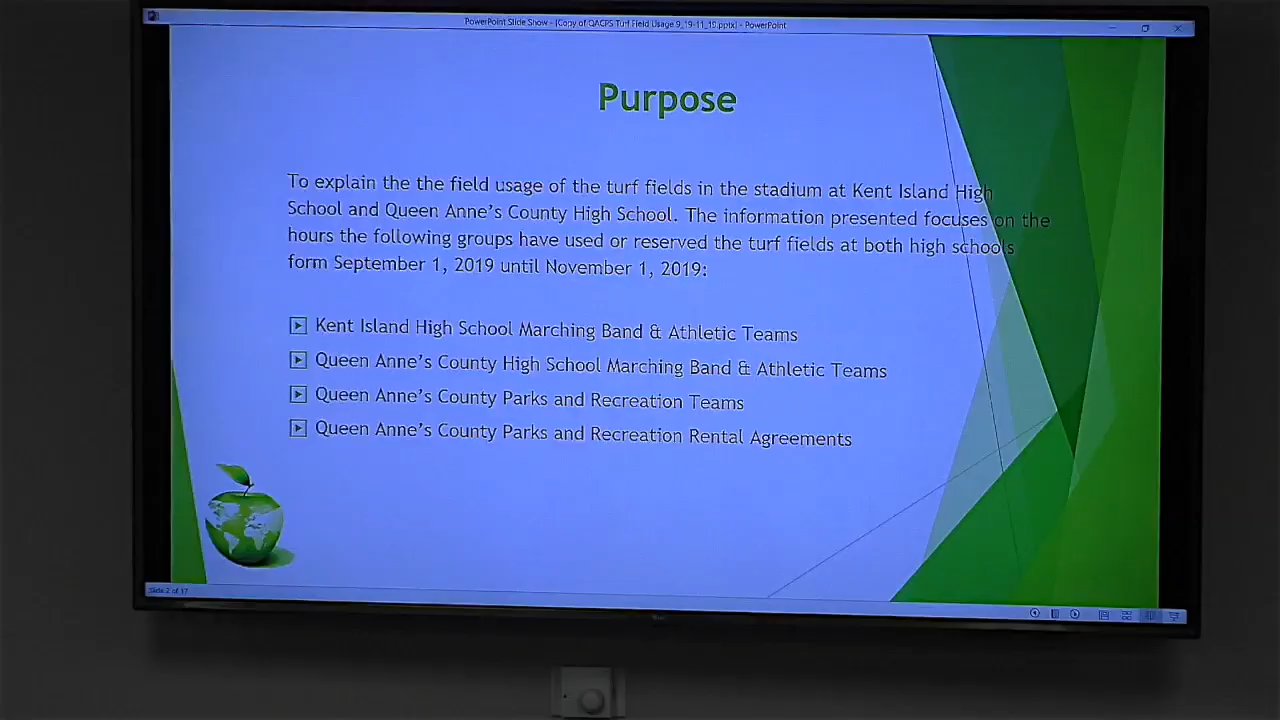 PowerPoint Slide Show - [Copy of QACPS Turf Field Usage 9_19-11_19.pptx] - PowerPoint
Purpose
To explain the the field usage of the turf fields in the stadium at Kent Island High
School and Queen Anne's County High School. The information presented focuses on the
hours the following groups have used or reserved the turf fields at both high schools
form September 1, 2019 until November 1, 2019:
Kent Island High School Marching Band & Athletic Teams
Queen Anne's County High School Marching Band & Athletic Teams
Queen Anne's County Parks and Recreation Teams
Queen Anne's County Parks and Recreation Rental Agreements
Slide 2 of 17